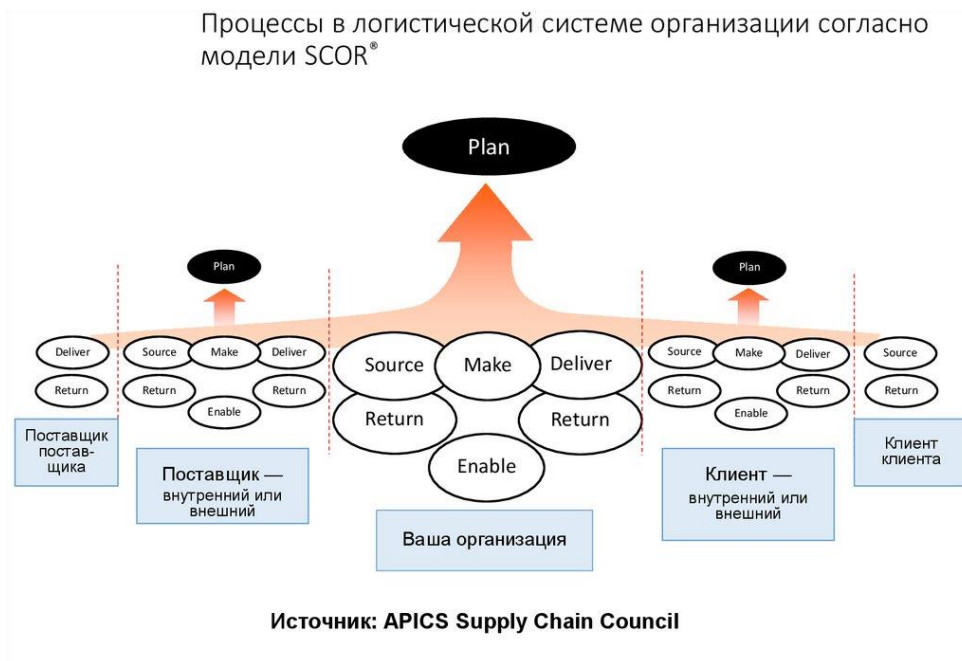 Процессы в логистической системе организации согласно
модели SCOR®
Plan
Plan
Plan
Deliver
Source
Make
Deliver
Source
Make
Deliver
Source
Make
Deliver
Source
Return
Return
Return
Return
Return
Return
Return
Return
Enable
Enable
Enable
Поставщик
постав-
щика
Поставщик —
внутренний или
внешний
Ваша организация
Клиент —
внутренний или
внешний
Клиент
клиента
Источник: APICS Supply Chain Council